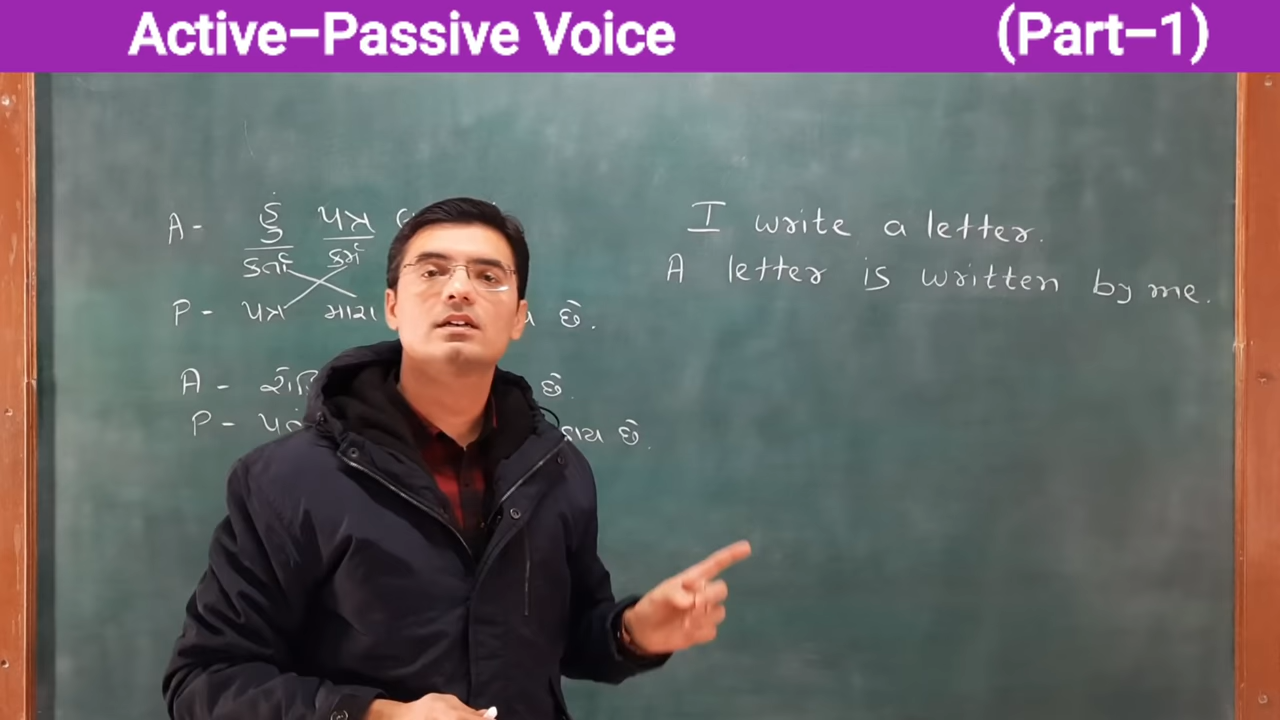 Active–Passive Voice (Part–1)
A - હું પત્ર
કર્તા કર્મ
P - પત્ર મારા છે.
A - છે.
P - છે.
I write a letter.
A letter is written by me.